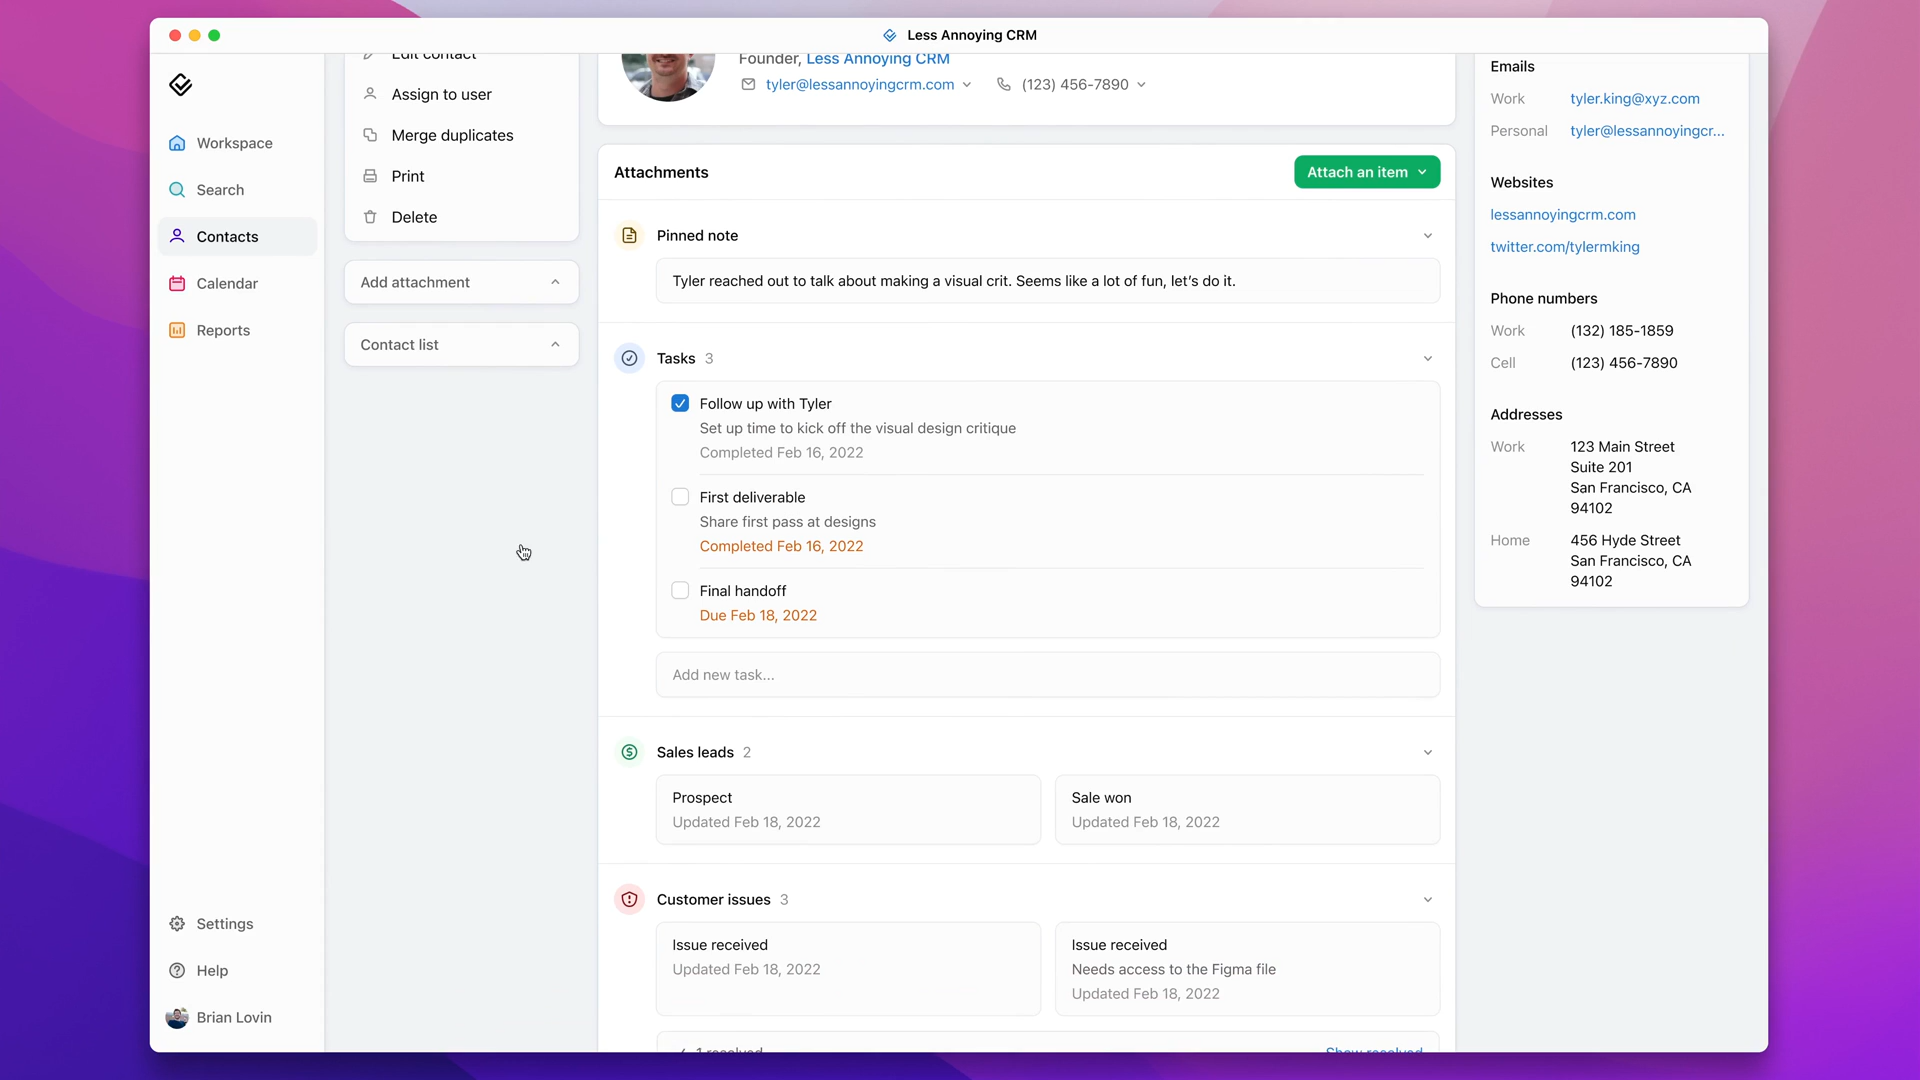 Less Annoying CRM
Workspace
Search
Contacts
Calendar
Reports
Settings
Help
Brian Lovin
Edit contact
Assign to user
Merge duplicates
Print
Delete
Add attachment
Contact list
Founder, Less Annoying CRM
tyler@lessannoyingcrm.com (123) 456-7890
Attachments
Attach an item
Pinned note
Tyler reached out to talk about making a visual crit. Seems like a lot of fun, let’s do it.
Tasks 3
Follow up with Tyler
Set up time to kick off the visual design critique
Completed Feb 16, 2022
First deliverable
Share first pass at designs
Completed Feb 16, 2022
Final handoff
Due Feb 18, 2022
Add new task...
Sales leads 2
Prospect
Updated Feb 18, 2022
Sale won
Updated Feb 18, 2022
Customer issues 3
Issue received
Updated Feb 18, 2022
Issue received
Needs access to the Figma file
Updated Feb 18, 2022
1 resolved
Show resolved
Emails
Work tyler.king@xyz.com
Personal tyler@lessannoyingcr...
Websites
lessannoyingcrm.com
twitter.com/tylermking
Phone numbers
Work (132) 185-1859
Cell (123) 456-7890
Addresses
Work 123 Main Street
Suite 201
San Francisco, CA
94102
Home 456 Hyde Street
San Francisco, CA
94102